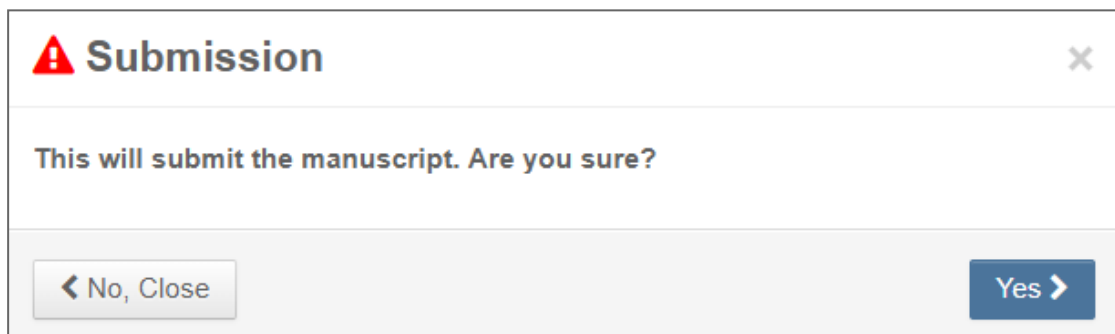 Submission
This will submit the manuscript. Are you sure?
No, Close
Yes